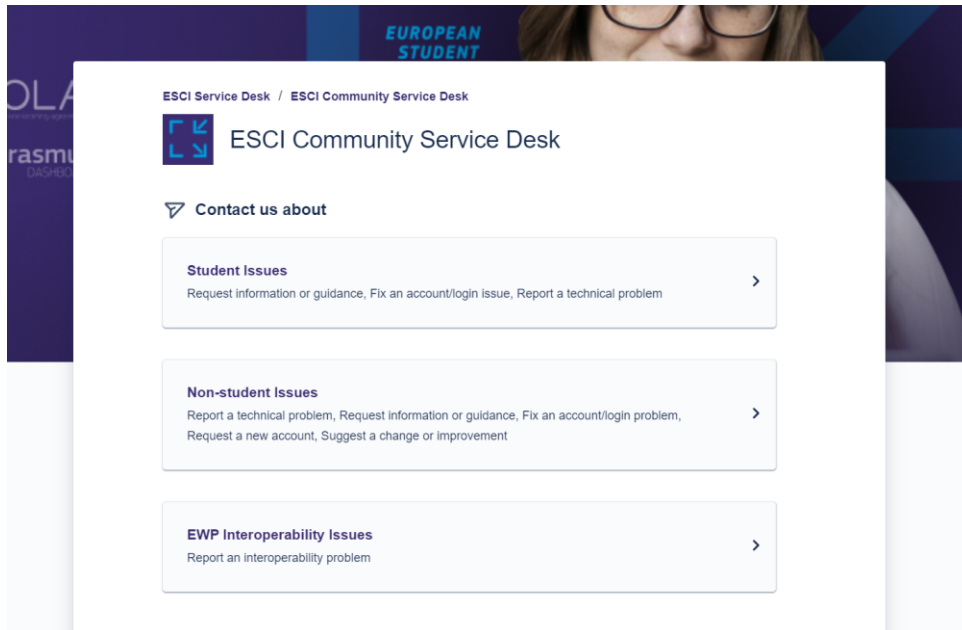 EUROPEAN
STUDENT
OLA
rasmu
DASHBO
ESCI Service Desk / ESCI Community Service Desk
ESCI Community Service Desk
Contact us about
Student Issues
Request information or guidance, Fix an account/login issue, Report a technical problem
Non-student Issues
Report a technical problem, Request information or guidance, Fix an account/login problem,
Request a new account, Suggest a change or improvement
EWP Interoperability Issues
Report an interoperability problem